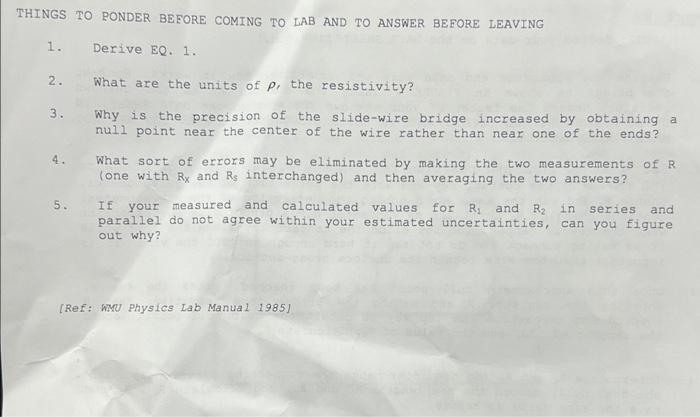 THINGS TO PONDER BEFORE COMING TO LAB AND TO ANSWER BEFORE LEAVING
1. Derive EQ. 1.
2. What are the units of ρ, the resistivity?
3. Why is the precision of the slide-wire bridge increased by obtaining a
null point near the center of the wire rather than near one of the ends?
4. What sort of errors may be eliminated by making the two measurements of R
(one with Rx and Rs interchanged) and then averaging the two answers?
5. If your measured and calculated values for R1 and R2 in series and
parallel do not agree within your estimated uncertainties, can you figure
out why?
[Ref: WMU Physics Lab Manual 1985]